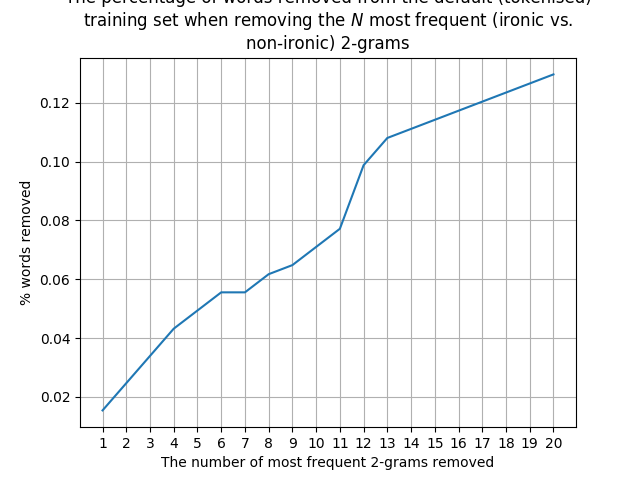 The percentage of words removed from the default (tokenised)
training set when removing the N most frequent (ironic vs.
non-ironic) 2-grams
0.12
0.10
0.08
0.06
0.04
0.02
% words removed
1 2 3 4 5 6 7 8 9 10 11 12 13 14 15 16 17 18 19 20
The number of most frequent 2-grams removed